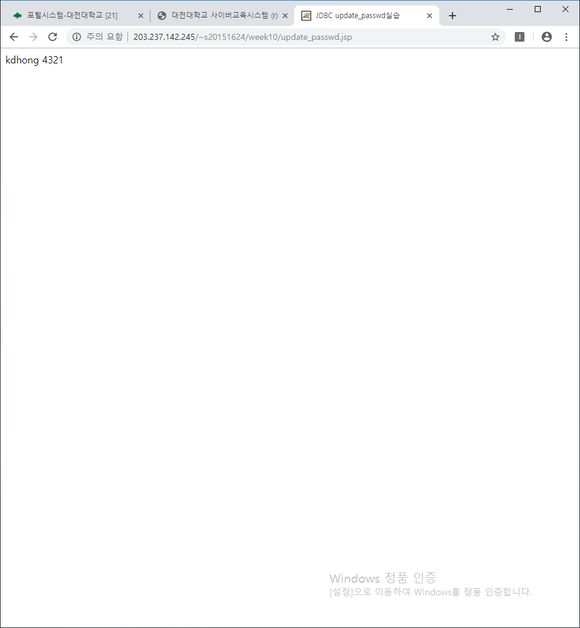 포털시스템-대전대학교 [21]
대전대학교 사이버교육시스템 (r)
JDBC update_passwd실습
주의 요함 | 203.237.142.245/~s20151624/week10/update_passwd.jsp
kdhong 4321
Windows 정품 인증
[설정]으로 이동하여 Windows를 정품 인증합니다.